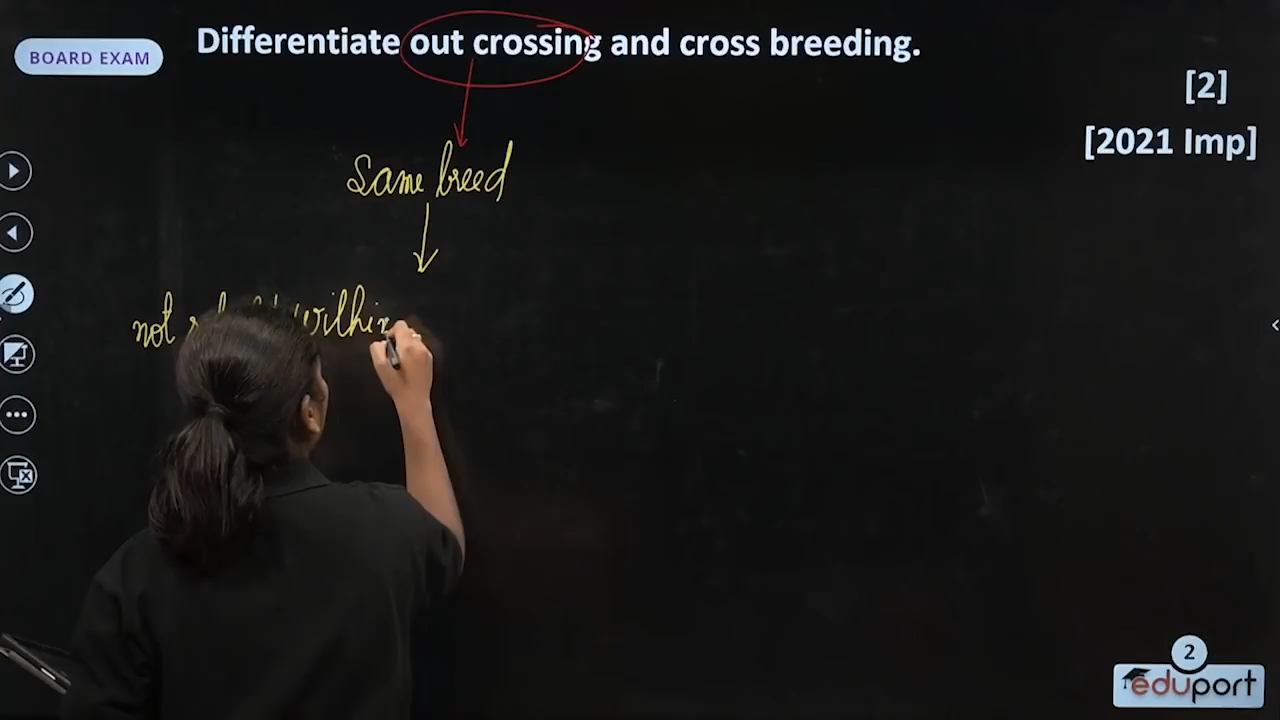 BOARD EXAM
Differentiate out crossing and cross breeding.
[2]
[2021 Imp]
Same breed
not within
2
eduport